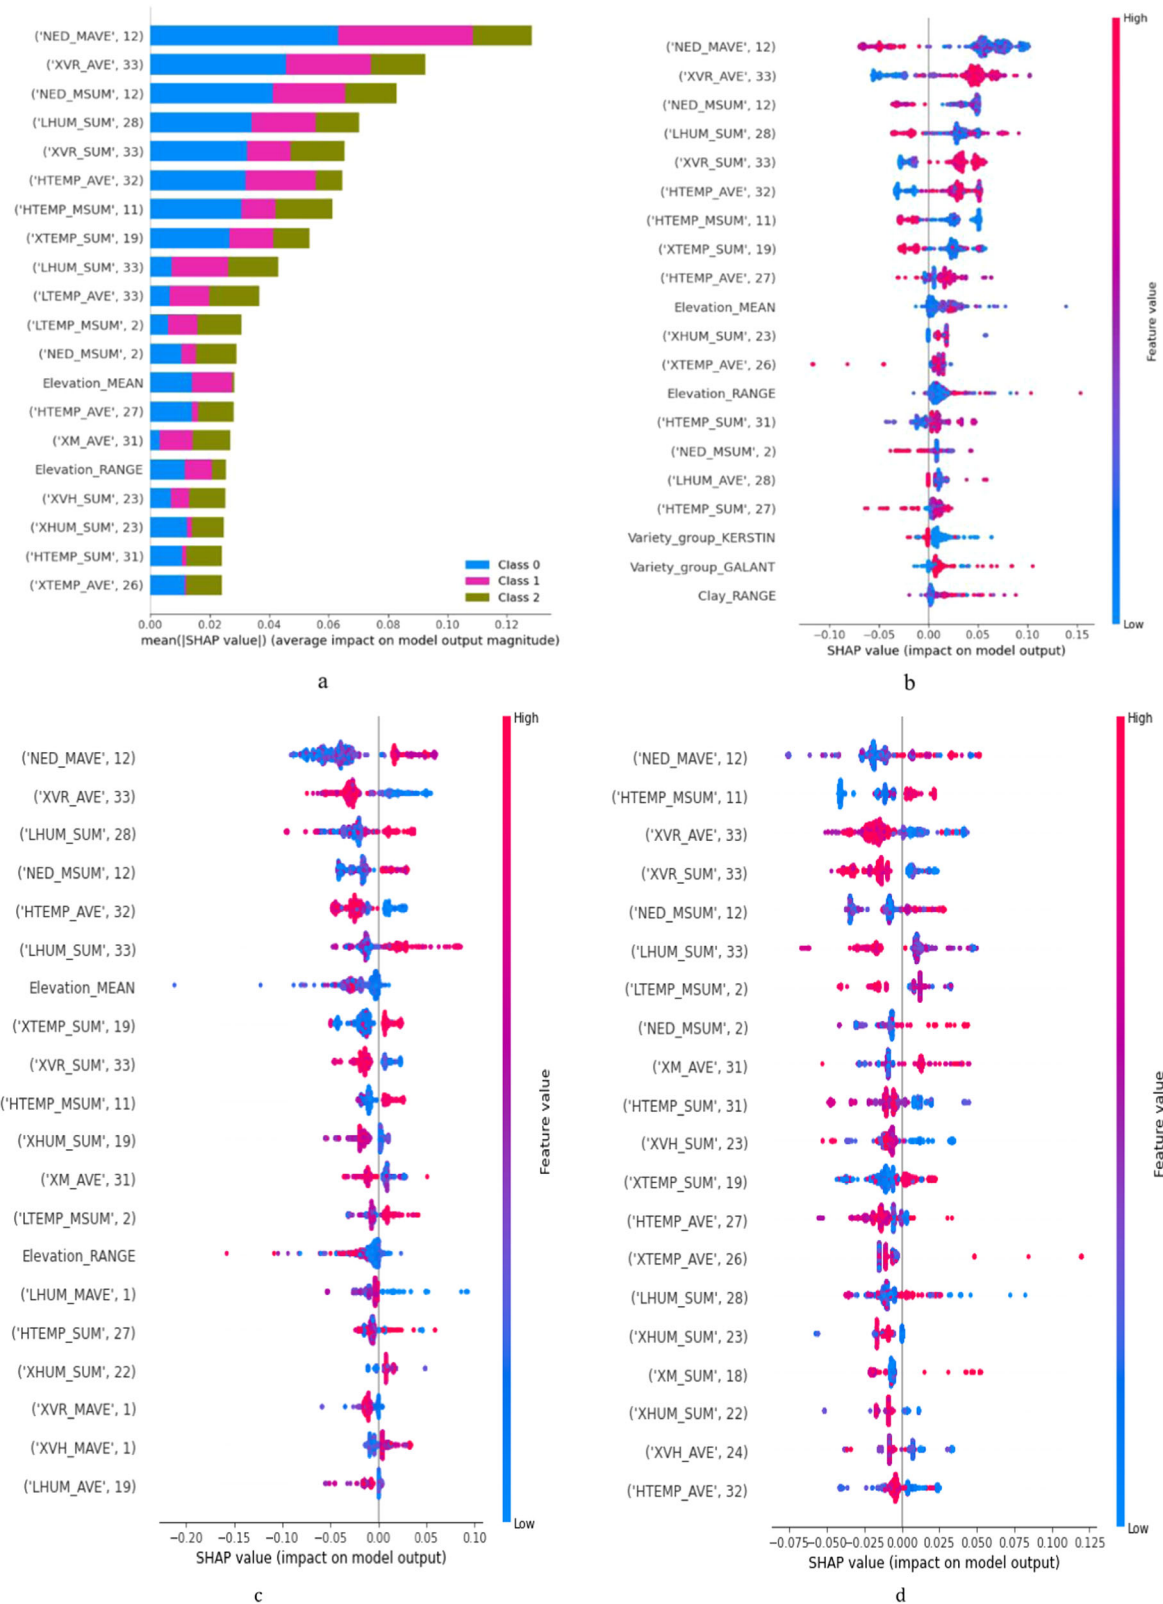 ('NED_MAVE', 12)
('XVR_AVE', 33)
('NED_MSUM', 12)
('LHUM_SUM', 28)
('XVR_SUM', 33)
('HTEMP_AVE', 32)
('HTEMP_MSUM', 11)
('XTEMP_SUM', 19)
('LHUM_SUM', 33)
('LTEMP_AVE', 33)
('LTEMP_MSUM', 2)
('NED_MSUM', 2)
Elevation_MEAN
('HTEMP_AVE', 27)
('XM_AVE', 31)
Elevation_RANGE
('XVH_SUM', 23)
('XHUM_SUM', 23)
('HTEMP_SUM', 31)
('XTEMP_AVE', 26)
Class 0
Class 1
Class 2
0.00 0.02 0.04 0.06 0.08 0.10 0.12
mean(|SHAP value|) (average impact on model output magnitude)
a
('NED_MAVE', 12)
('XVR_AVE', 33)
('NED_MSUM', 12)
('LHUM_SUM', 28)
('XVR_SUM', 33)
('HTEMP_AVE', 32)
('HTEMP_MSUM', 11)
('XTEMP_SUM', 19)
('HTEMP_AVE', 27)
Elevation_MEAN
('XHUM_SUM', 23)
('XTEMP_AVE', 26)
Elevation_RANGE
('HTEMP_SUM', 31)
('NED_MSUM', 2)
('LHUM_AVE', 28)
('HTEMP_SUM', 27)
Variety_group_KERSTIN
Variety_group_GALANT
Clay_RANGE
−0.10 −0.05 0.00 0.05 0.10 0.15
SHAP value (impact on model output)
High
Feature value
Low
b
('NED_MAVE', 12)
('XVR_AVE', 33)
('LHUM_SUM', 28)
('NED_MSUM', 12)
('HTEMP_AVE', 32)
('LHUM_SUM', 33)
Elevation_MEAN
('XTEMP_SUM', 19)
('XVR_SUM', 33)
('HTEMP_MSUM', 11)
('XHUM_SUM', 19)
('XM_AVE', 31)
('LTEMP_MSUM', 2)
Elevation_RANGE
('LHUM_MAVE', 1)
('HTEMP_SUM', 27)
('XHUM_SUM', 22)
('XVR_MAVE', 1)
('XVH_MAVE', 1)
('LHUM_AVE', 19)
−0.20 −0.15 −0.10 −0.05 0.00 0.05 0.10
SHAP value (impact on model output)
High
Feature value
Low
c
('NED_MAVE', 12)
('HTEMP_MSUM', 11)
('XVR_AVE', 33)
('XVR_SUM', 33)
('NED_MSUM', 12)
('LHUM_SUM', 33)
('LTEMP_MSUM', 2)
('NED_MSUM', 2)
('XM_AVE', 31)
('HTEMP_SUM', 31)
('XVH_SUM', 23)
('XTEMP_SUM', 19)
('HTEMP_AVE', 27)
('XTEMP_AVE', 26)
('LHUM_SUM', 28)
('XHUM_SUM', 23)
('XM_SUM', 18)
('XHUM_SUM', 22)
('XVH_AVE', 24)
('HTEMP_AVE', 32)
−0.075 −0.050 −0.025 0.000 0.025 0.050 0.075 0.100 0.125
SHAP value (impact on model output)
High
Feature value
Low
d